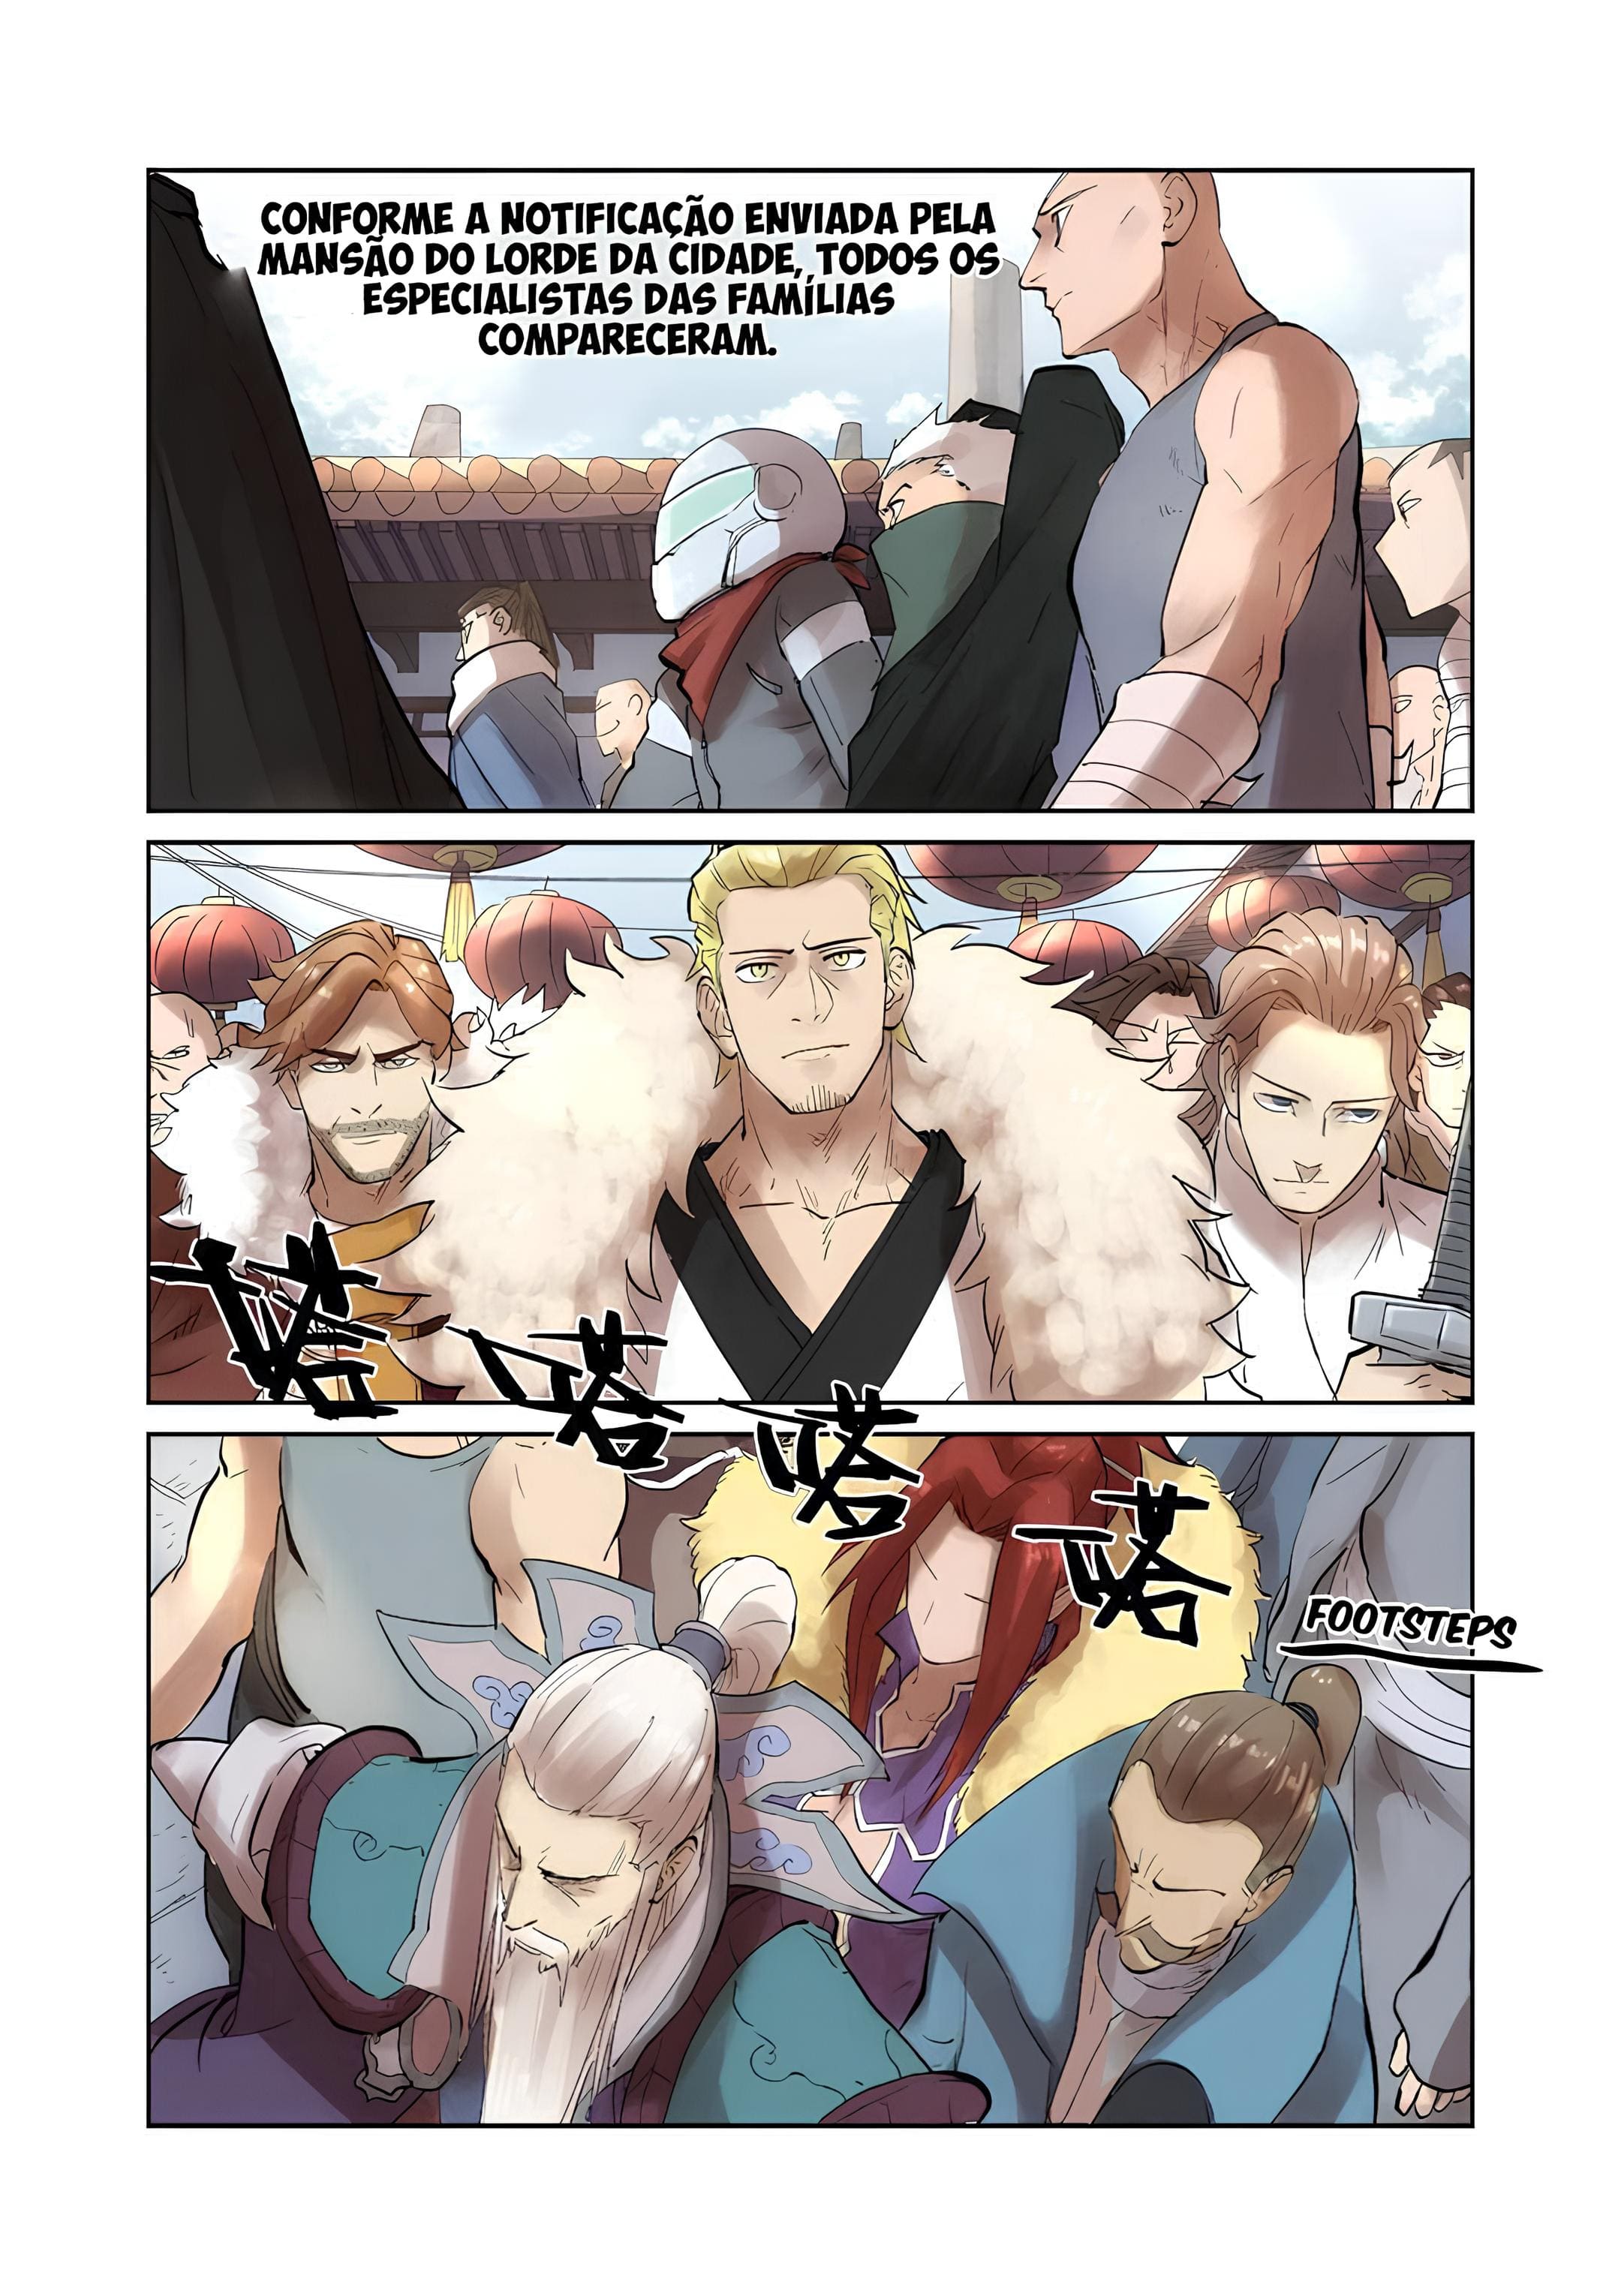 CONFORME A NOTIFICAÇÃO ENVIADA PELA
MANSÃO DO LORDE DA CIDADE, TODOS OS
ESPECIALISTAS DAS FAMÍLIAS
COMPARECERAM.
嗒
嗒
嗒
嗒
FOOTSTEPS